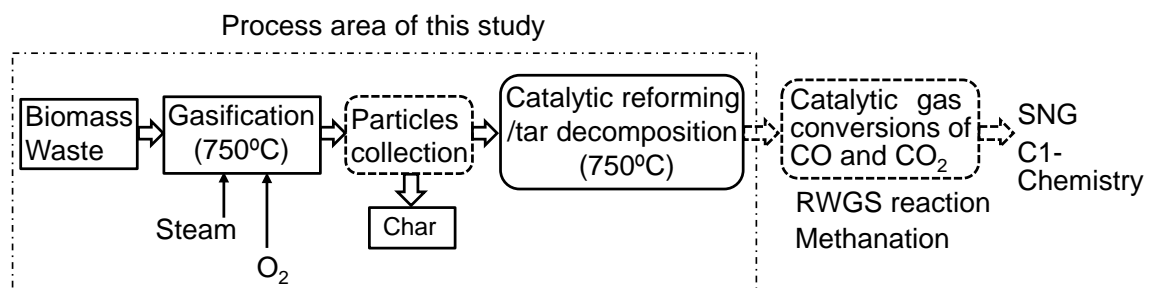 Process area of this study
Biomass
Waste
Gasification
(750ºC)
Particles
collection
Catalytic reforming
/tar decomposition
(750ºC)
Catalytic gas
conversions of
CO and CO₂
SNG
C1-
Chemistry
Steam
O₂
Char
RWGS reaction
Methanation